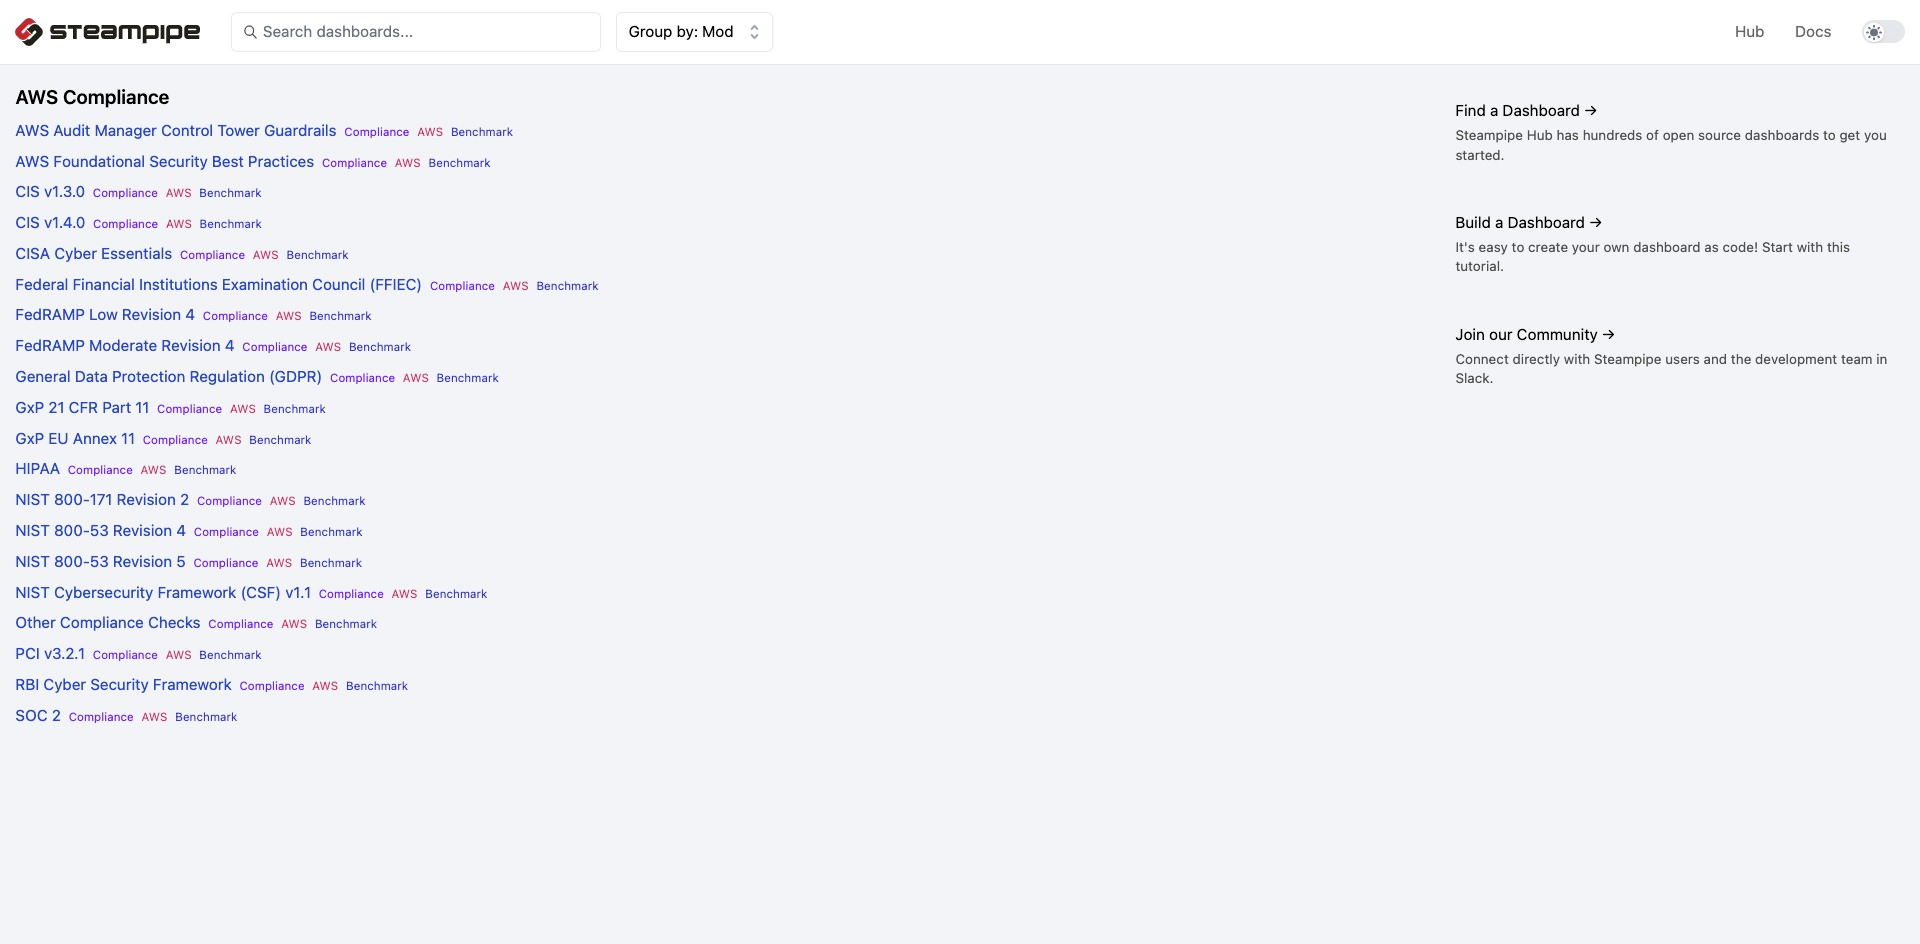 steampipe
Search dashboards...
Group by: Mod
Hub
Docs
AWS Compliance
AWS Audit Manager Control Tower Guardrails Compliance AWS Benchmark
AWS Foundational Security Best Practices Compliance AWS Benchmark
CIS v1.3.0 Compliance AWS Benchmark
CIS v1.4.0 Compliance AWS Benchmark
CISA Cyber Essentials Compliance AWS Benchmark
Federal Financial Institutions Examination Council (FFIEC) Compliance AWS Benchmark
FedRAMP Low Revision 4 Compliance AWS Benchmark
FedRAMP Moderate Revision 4 Compliance AWS Benchmark
General Data Protection Regulation (GDPR) Compliance AWS Benchmark
GxP 21 CFR Part 11 Compliance AWS Benchmark
GxP EU Annex 11 Compliance AWS Benchmark
HIPAA Compliance AWS Benchmark
NIST 800-171 Revision 2 Compliance AWS Benchmark
NIST 800-53 Revision 4 Compliance AWS Benchmark
NIST 800-53 Revision 5 Compliance AWS Benchmark
NIST Cybersecurity Framework (CSF) v1.1 Compliance AWS Benchmark
Other Compliance Checks Compliance AWS Benchmark
PCI v3.2.1 Compliance AWS Benchmark
RBI Cyber Security Framework Compliance AWS Benchmark
SOC 2 Compliance AWS Benchmark
Find a Dashboard →
Steampipe Hub has hundreds of open source dashboards to get you
started.
Build a Dashboard →
It's easy to create your own dashboard as code! Start with this
tutorial.
Join our Community →
Connect directly with Steampipe users and the development team in
Slack.